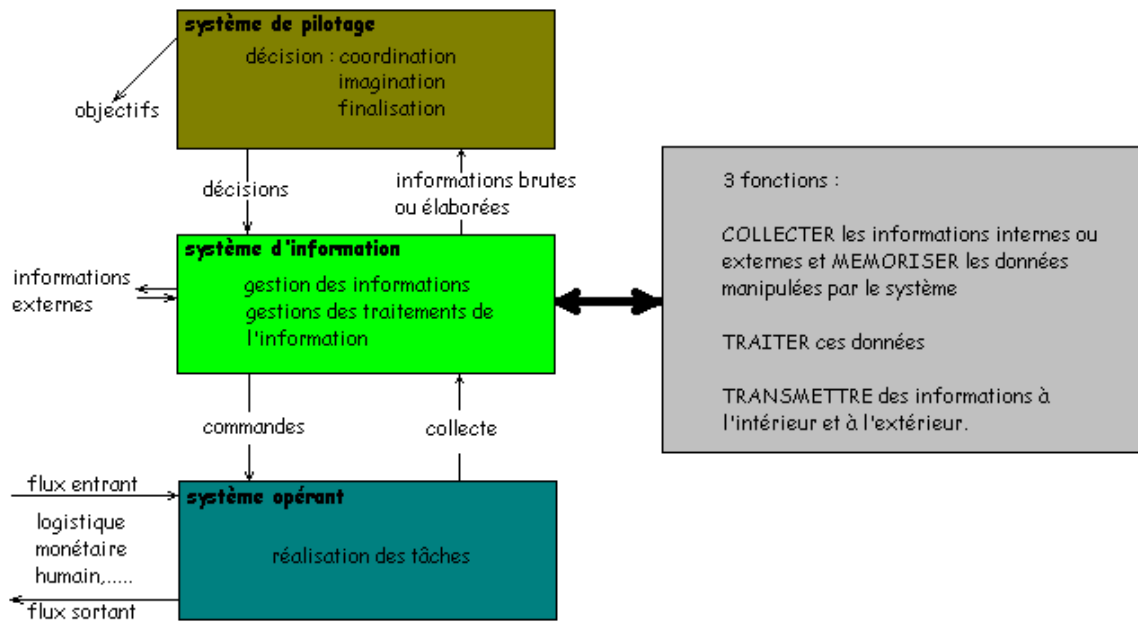 système de pilotage
décision : coordination
imagination
finalisation
objectifs
décisions
informations brutes
ou élaborées
système d'information
gestion des informations
gestions des traitements de
l'information
informations
externes
3 fonctions :
COLLECTER les informations internes ou
externes et MEMORISER les données
manipulées par le système
TRAITER ces données
TRANSMETTRE des informations à
l'intérieur et à l'extérieur.
commandes
collecte
flux entrant
logistique
monétaire
humain,.....
flux sortant
système opérant
réalisation des tâches